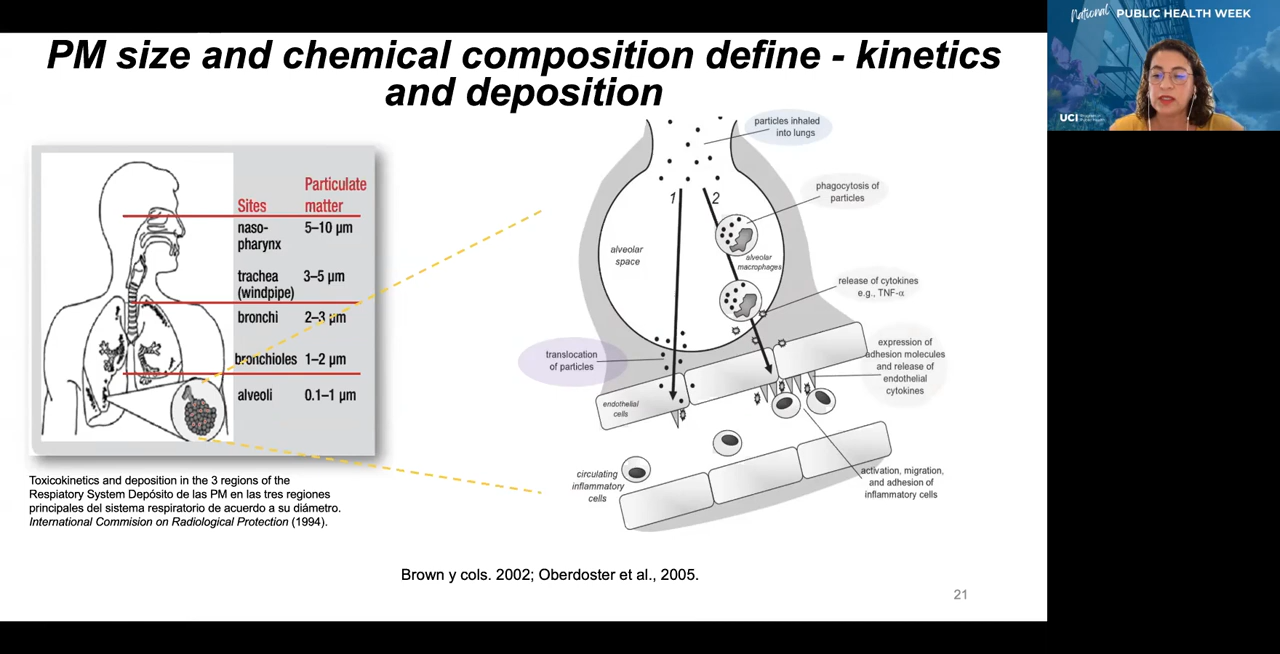 PM size and chemical composition define - kinetics
and deposition
Sites
Particulate
matter
naso-
pharynx
5–10 µm
trachea
(windpipe)
3–5 µm
bronchi
2–3 µm
bronchioles
1–2 µm
alveoli
0.1–1 µm
Toxicokinetics and deposition in the 3 regions of the
Respiatory System Depósito de las PM en las tres regiones
principales del sistema respiratorio de acuerdo a su diámetro.
International Commision on Radiological Protection (1994).
particles inhaled
into lungs
1
2
phagocytosis of
particles
alveolar
space
alveolar
macrophages
release of cytokines
e.g., TNF-α
translocation
of particles
expression of
adhesion molecules
and release of
endothelial
cytokines
endothelial
cells
circulating
inflammatory
cells
activation, migration,
and adhesion of
inflammatory cells
Brown y cols. 2002; Oberdoster et al., 2005.
21
National PUBLIC HEALTH WEEK
UCI